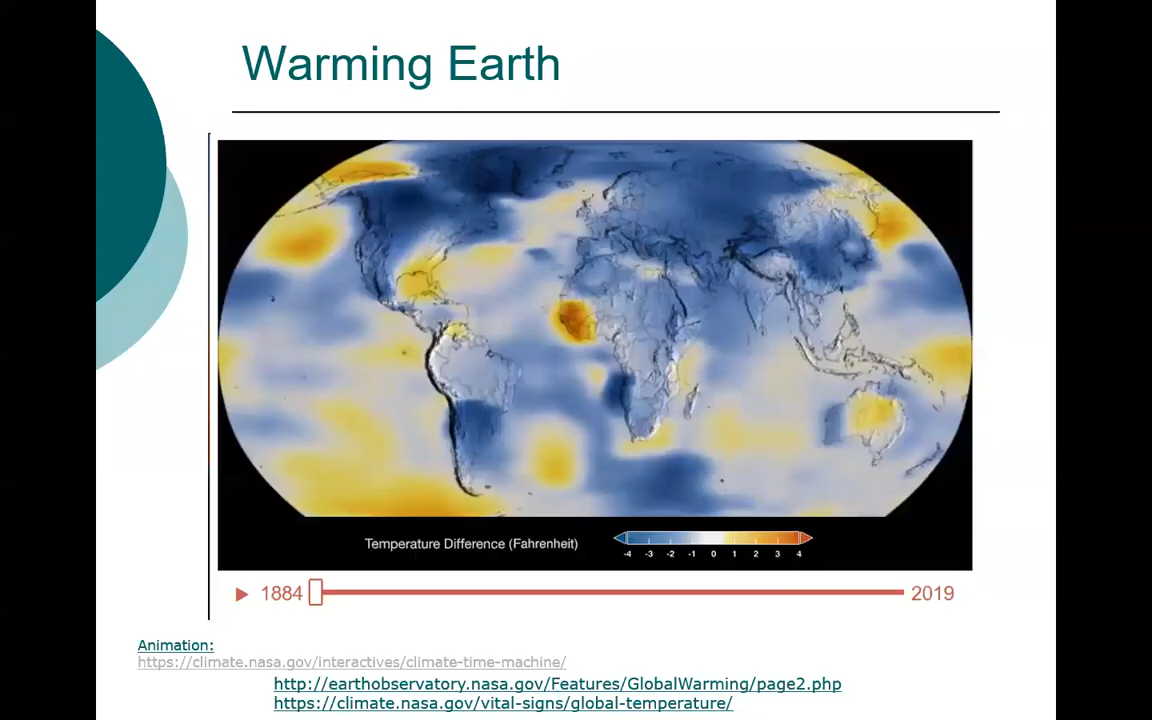 Warming Earth
Temperature Difference (Fahrenheit)
-4 -3 -2 -1 0 1 2 3 4
1884 2019
Animation:
https://climate.nasa.gov/interactives/climate-time-machine/
http://earthobservatory.nasa.gov/Features/GlobalWarming/page2.php
https://climate.nasa.gov/vital-signs/global-temperature/